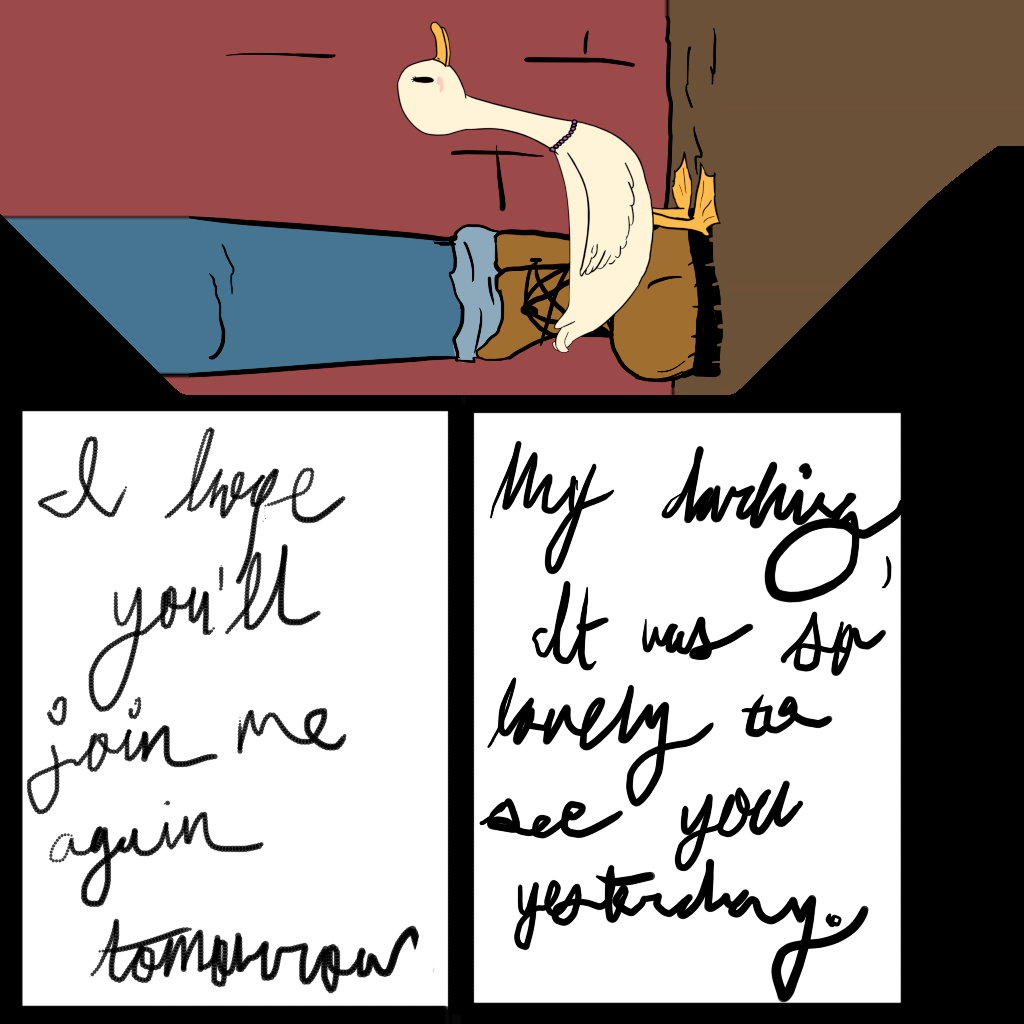 I hope
you'll
join me
again
tomorrow
My darling,
It was so
lovely to
see you
yesterday.